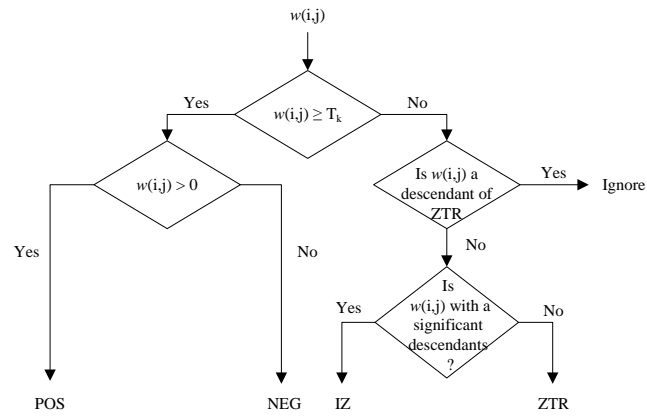 w(i,j)
Yes
No
w(i,j) ≥ Tk
w(i,j) > 0
Is w(i,j) a
descendant of
ZTR
Yes
Ignore
Yes
No
No
Is
w(i,j) with a
significant
descendants
?
Yes
No
POS
NEG
IZ
ZTR